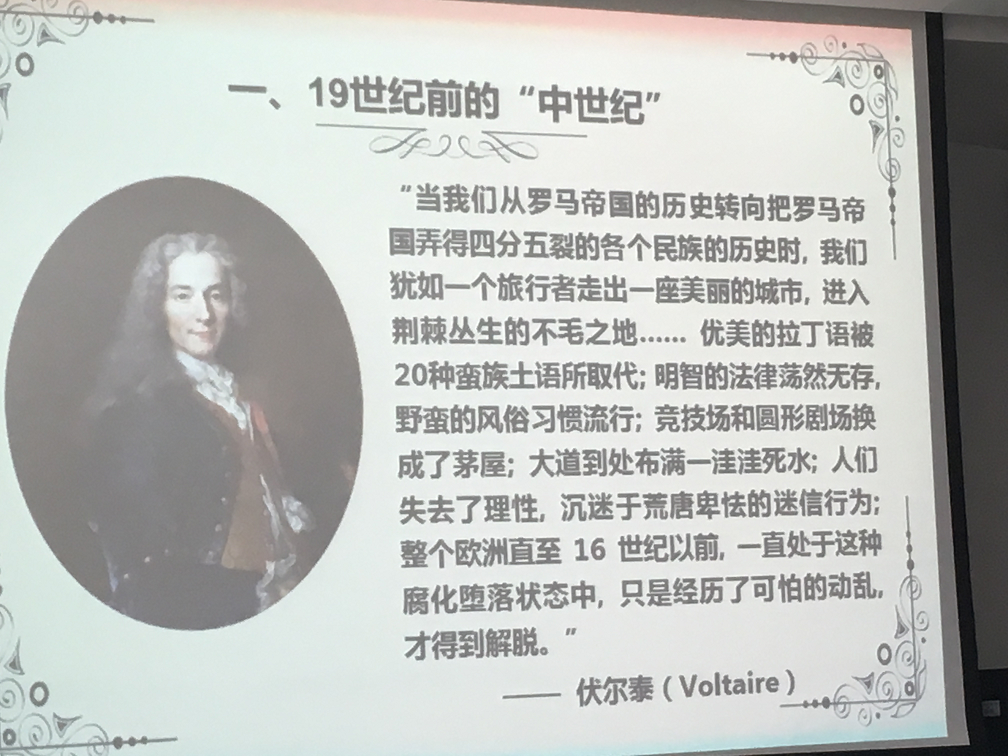 一、19世纪前的“中世纪”
“当我们从罗马帝国的历史转向把罗马帝
国弄得四分五裂的各个民族的历史时，我们
犹如一个旅行者走出一座美丽的城市，进入
荆棘丛生的不毛之地…… 优美的拉丁语被
20种蛮族土语所取代；明智的法律荡然无存，
野蛮的风俗习惯流行；竞技场和圆形剧场换
成了茅屋；大道到处布满一洼洼死水；人们
失去了理性，沉迷于荒唐卑怯的迷信行为；
整个欧洲直至 16 世纪以前，一直处于这种
腐化堕落状态中，只是经历了可怕的动乱，
才得到解脱。”
—— 伏尔泰（Voltaire）